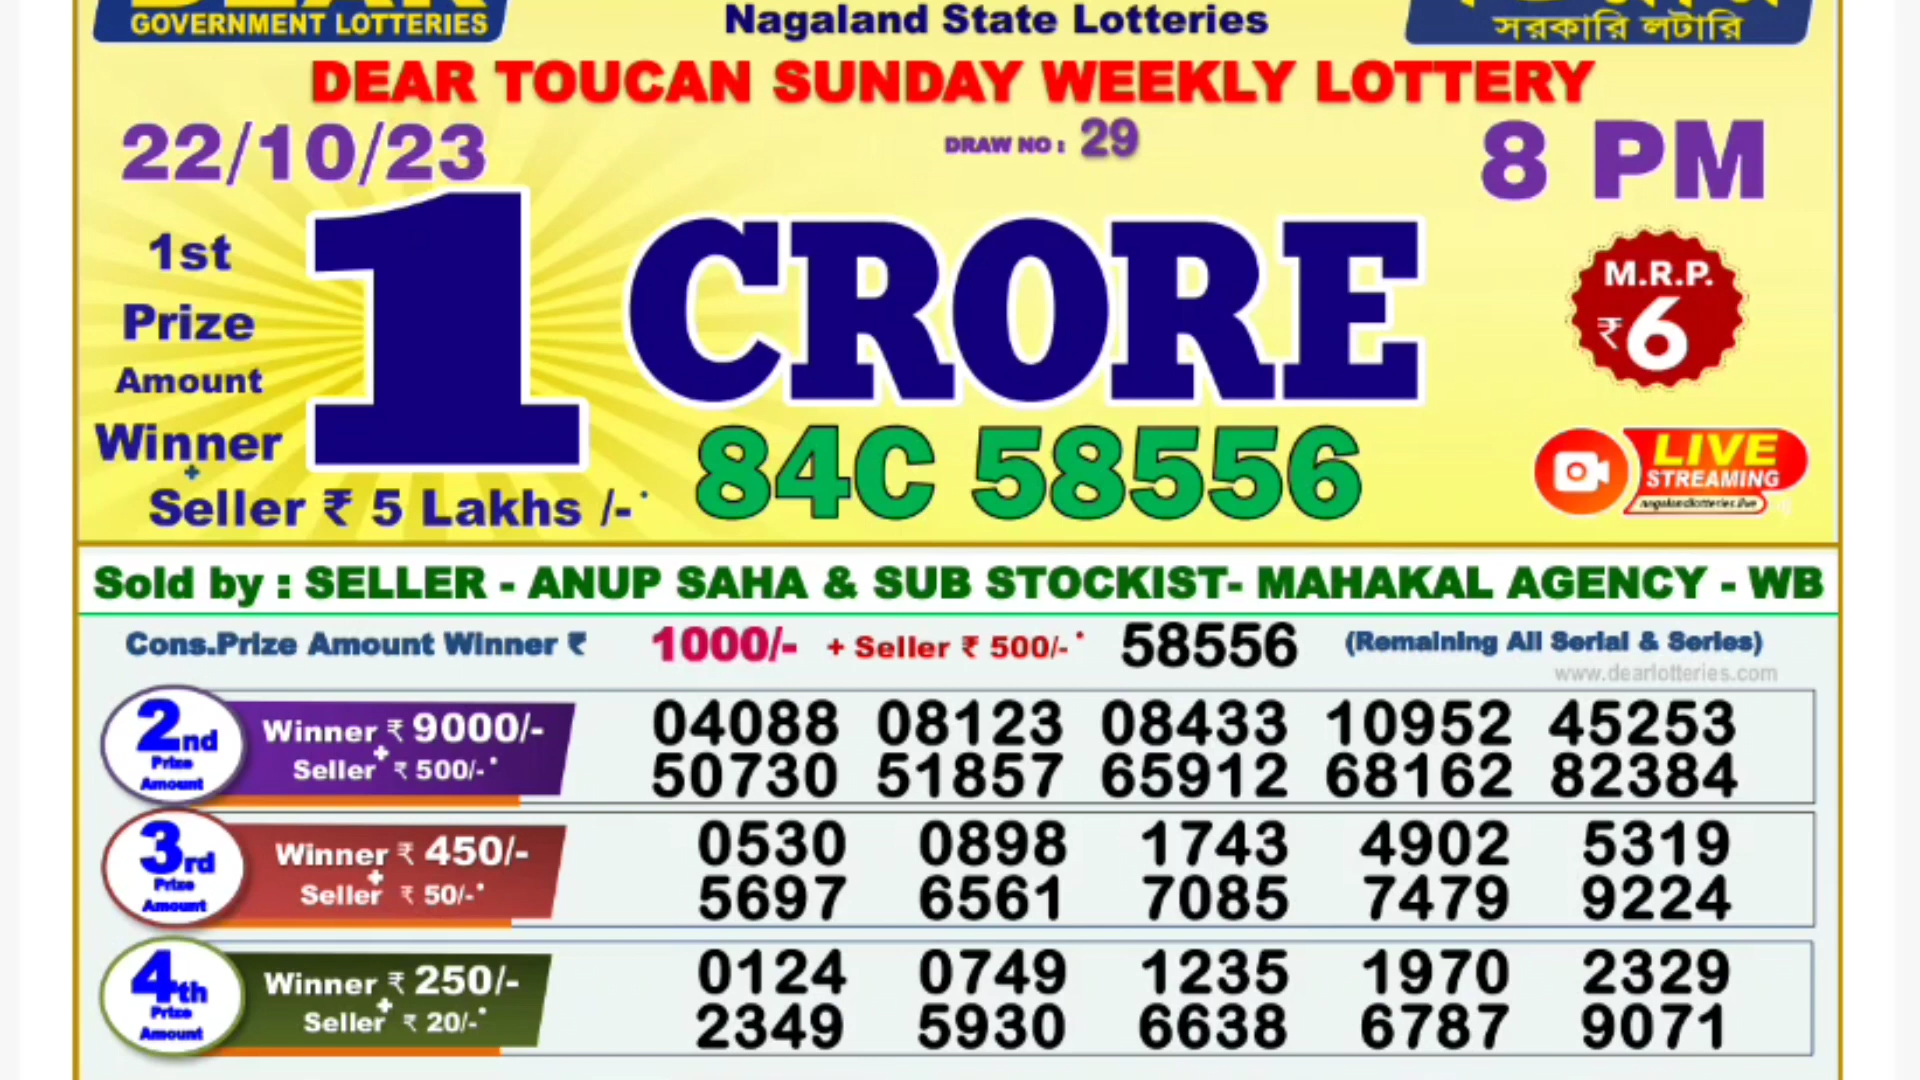 DEAR
GOVERNMENT LOTTERIES
Nagaland State Lotteries
সরকারি লটারি
DEAR TOUCAN SUNDAY WEEKLY LOTTERY
22/10/23
DRAW NO : 29
8 PM
1st
Prize
Amount
Winner
+
Seller ₹ 5 Lakhs /-*
1 CRORE
84C 58556
M.R.P.
₹6
LIVE
STREAMING
nagalandlotteries.live
Sold by : SELLER - ANUP SAHA & SUB STOCKIST- MAHAKAL AGENCY - WB
Cons.Prize Amount Winner ₹ 1000/- + Seller ₹ 500/-* 58556 (Remaining All Serial & Series)
www.dearlotteries.com
2nd Prize Amount
Winner ₹ 9000/-
+
Seller ₹ 500/-*
04088 08123 08433 10952 45253
50730 51857 65912 68162 82384
3rd Prize Amount
Winner ₹ 450/-
+
Seller ₹ 50/-*
0530 0898 1743 4902 5319
5697 6561 7085 7479 9224
4th Prize Amount
Winner ₹ 250/-
+
Seller ₹ 20/-*
0124 0749 1235 1970 2329
2349 5930 6638 6787 9071